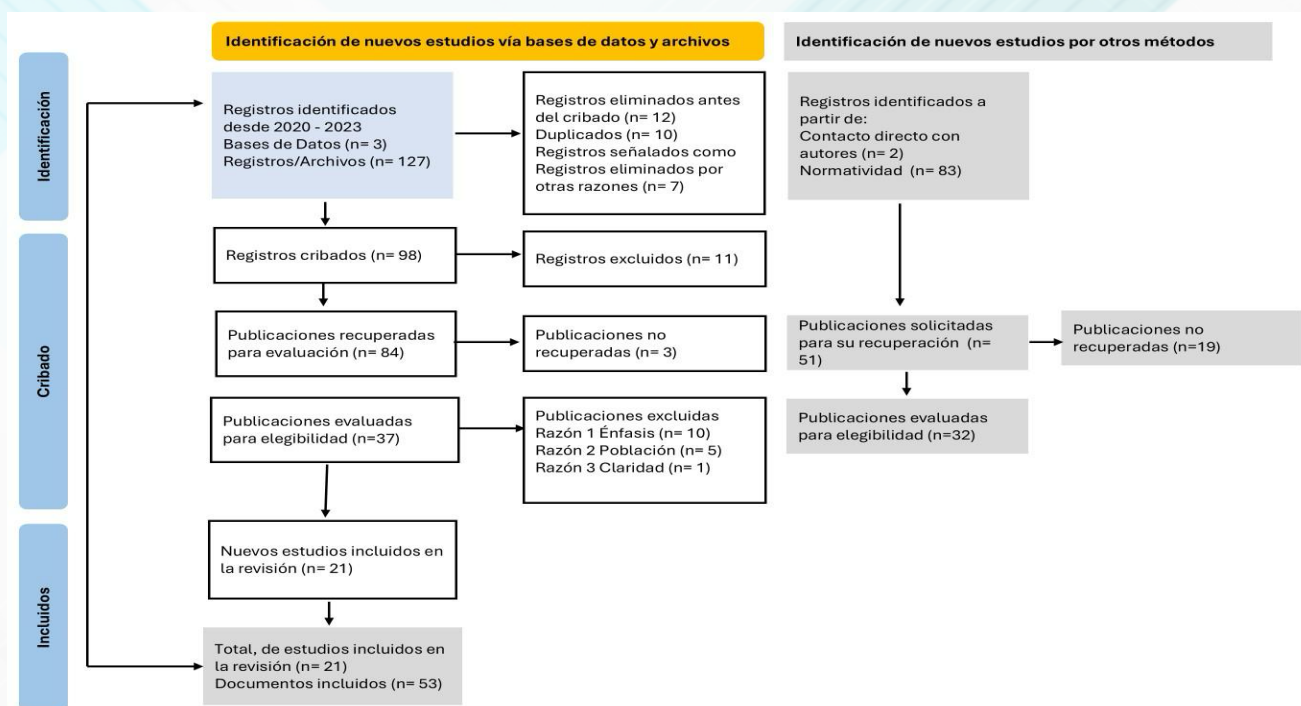 Identificación de nuevos estudios vía bases de datos y archivos
Identificación de nuevos estudios por otros métodos
Identificación
Registros identificados
desde 2020 - 2023
Bases de Datos (n= 3)
Registros/Archivos (n= 127)
Registros eliminados antes
del cribado (n= 12)
Duplicados (n= 10)
Registros señalados como
Registros eliminados por
otras razones (n= 7)
Registros identificados a
partir de:
Contacto directo con
autores (n= 2)
Normatividad (n= 83)
Cribado
Registros cribados (n= 98)
Registros excluidos (n= 11)
Publicaciones recuperadas
para evaluación (n= 84)
Publicaciones no
recuperadas (n= 3)
Publicaciones solicitadas
para su recuperación (n=
51)
Publicaciones no
recuperadas (n=19)
Publicaciones evaluadas
para elegibilidad (n=37)
Publicaciones excluidas
Razón 1 Énfasis (n= 10)
Razón 2 Población (n= 5)
Razón 3 Claridad (n= 1)
Publicaciones evaluadas
para elegibilidad (n=32)
Incluidos
Nuevos estudios incluidos en
la revisión (n= 21)
Total, de estudios incluidos en
la revisión (n= 21)
Documentos incluidos (n= 53)